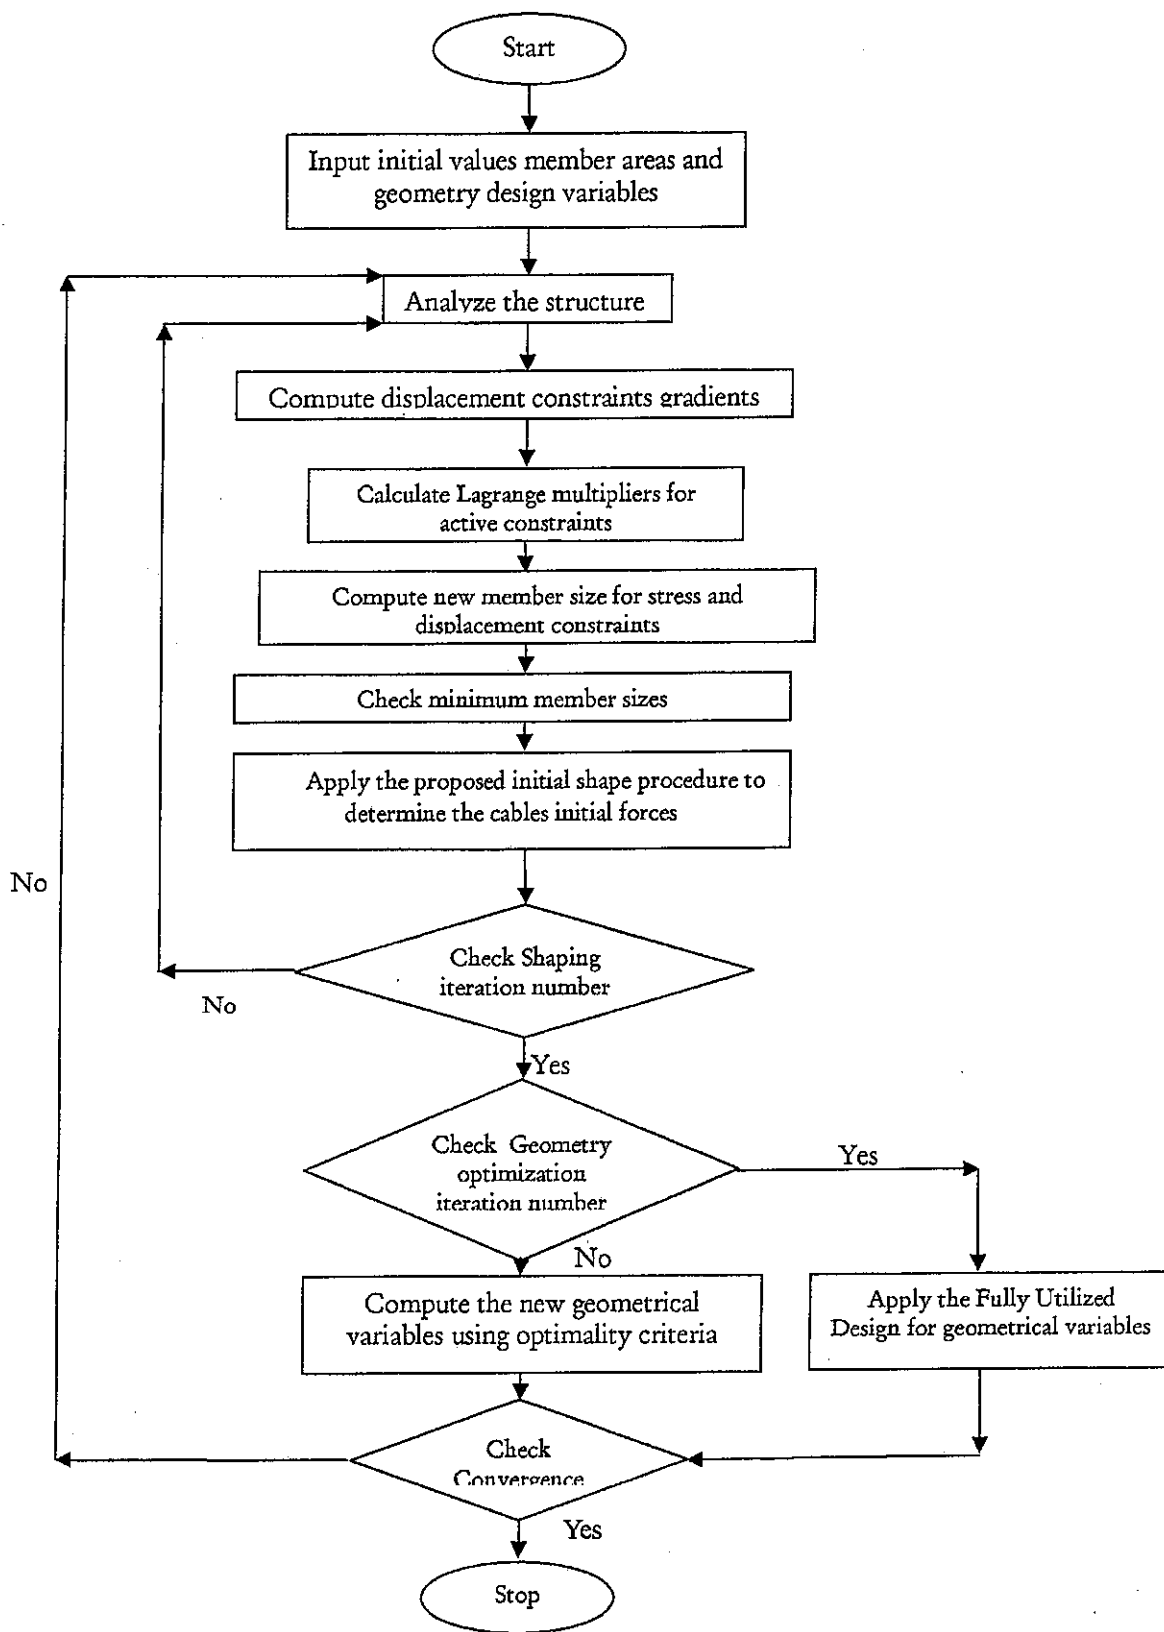 Start
Input initial values member areas and
geometry design variables
Analyze the structure
Compute displacement constraints gradients
Calculate Lagrange multipliers for
active constraints
Compute new member size for stress and
displacement constraints
Check minimum member sizes
Apply the proposed initial shape procedure to
determine the cables initial forces
No
Check Shaping
iteration number
No
Yes
Check Geometry
optimization
iteration number
Yes
No
Compute the new geometrical
variables using optimality criteria
Apply the Fully Utilized
Design for geometrical variables
Check
Convergence
Yes
Stop